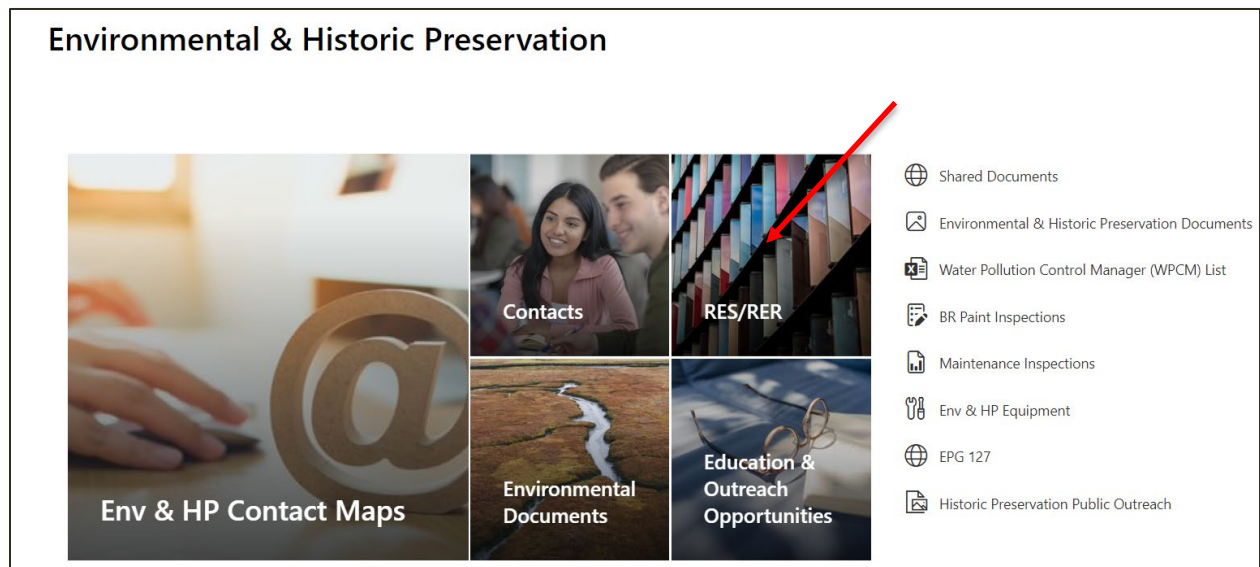 Environmental & Historic Preservation
Env & HP Contact Maps
Contacts
RES/RER
Environmental
Documents
Education &
Outreach
Opportunities
Shared Documents
Environmental & Historic Preservation Documents
Water Pollution Control Manager (WPCM) List
BR Paint Inspections
Maintenance Inspections
Env & HP Equipment
EPG 127
Historic Preservation Public Outreach